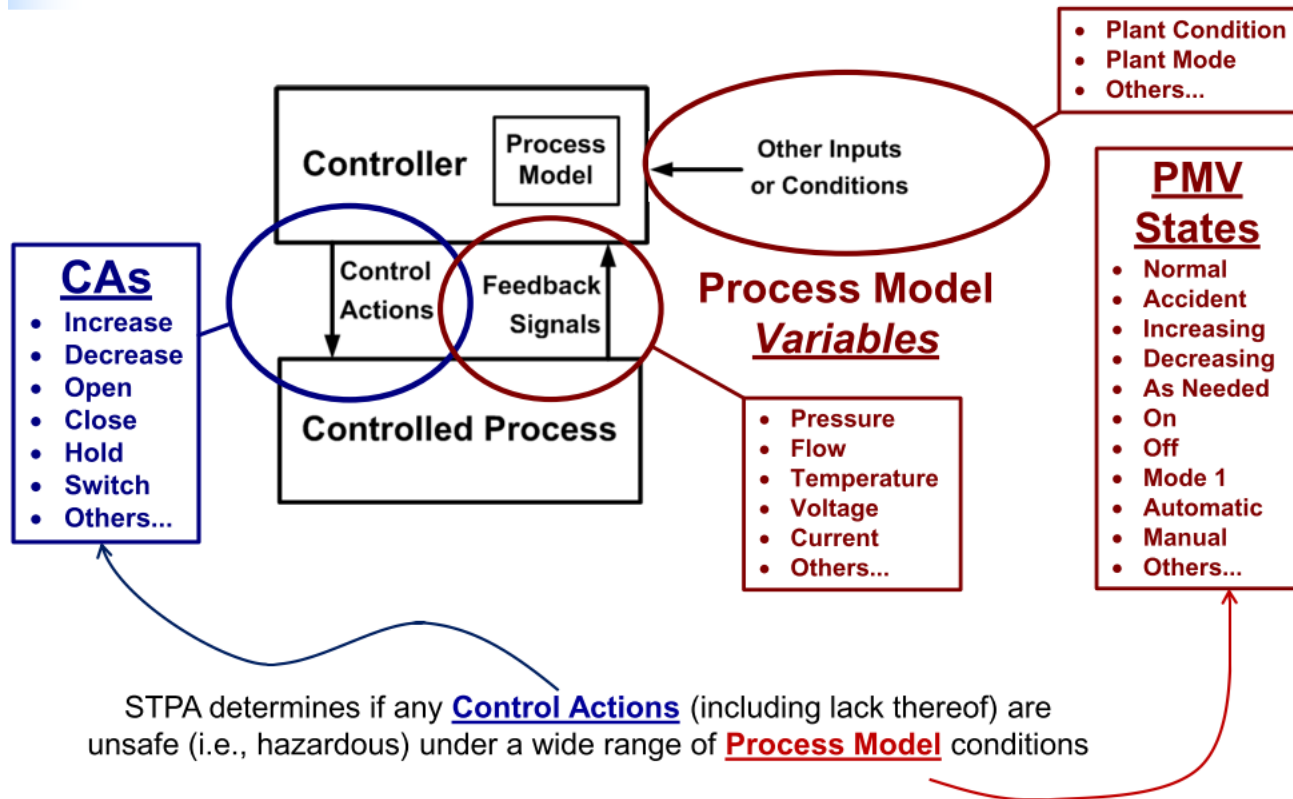 • Plant Condition
• Plant Mode
• Others...
Controller
Process
Model
Other Inputs
or Conditions
PMV
States
• Normal
• Accident
• Increasing
• Decreasing
• As Needed
• On
• Off
• Mode 1
• Automatic
• Manual
• Others...
CAs
• Increase
• Decrease
• Open
• Close
• Hold
• Switch
• Others...
Control
Actions
Feedback
Signals
Process Model
Variables
Controlled Process
• Pressure
• Flow
• Temperature
• Voltage
• Current
• Others...
STPA determines if any Control Actions (including lack thereof) are
unsafe (i.e., hazardous) under a wide range of Process Model conditions